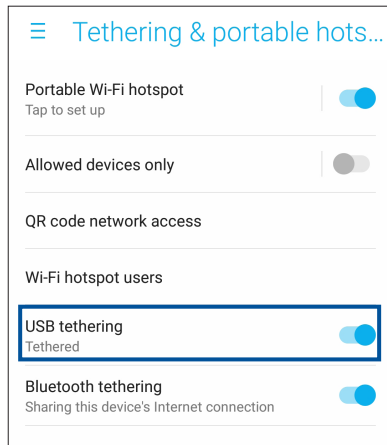 Tethering & portable hots...
Portable Wi-Fi hotspot
Tap to set up
Allowed devices only
QR code network access
Wi-Fi hotspot users
USB tethering
Tethered
Bluetooth tethering
Sharing this device's Internet connection